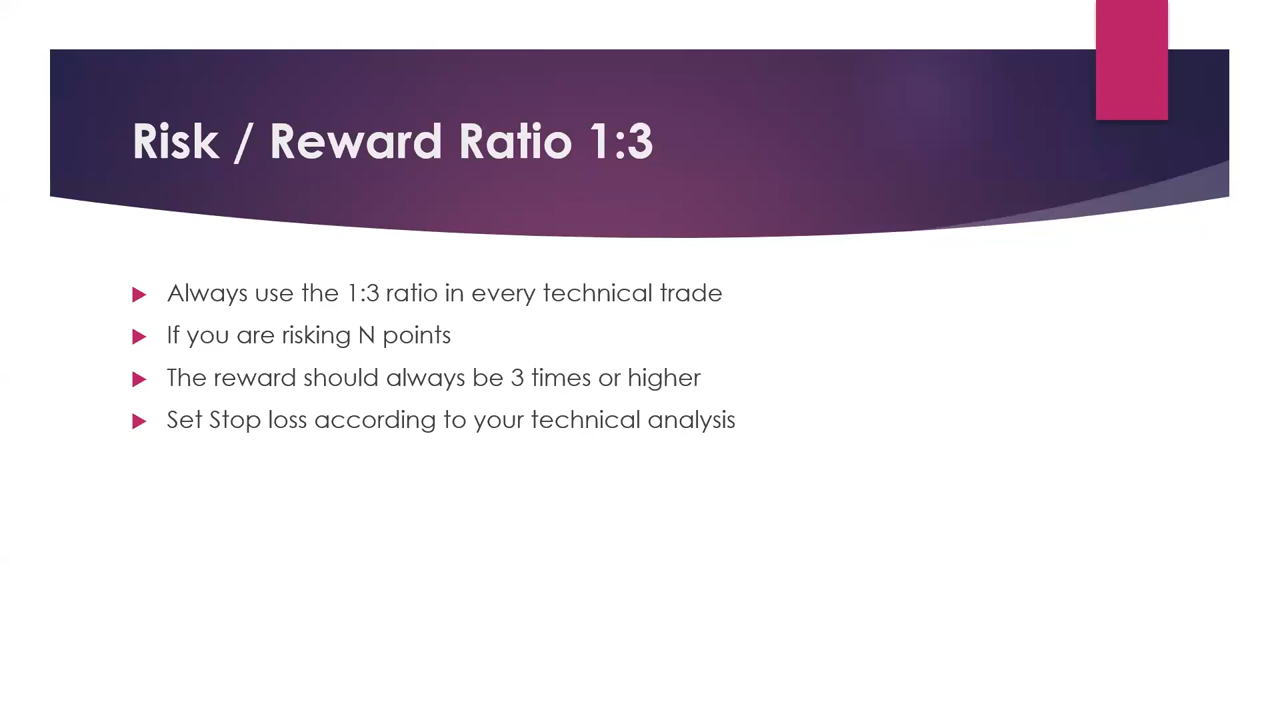 Risk / Reward Ratio 1:3
Always use the 1:3 ratio in every technical trade
If you are risking N points
The reward should always be 3 times or higher
Set Stop loss according to your technical analysis